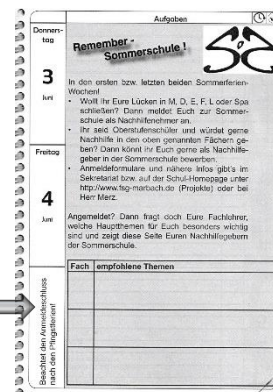 Aufgaben
Donners-
tag
3
Juni
Freitag
4
Juni
Beachtet den Anmeldeschluss
nach den Pfingstferien!
Remember -
Sommerschule !
In den ersten bzw. letzten beiden Sommerferien-
Wochen!
• Wollt Ihr Eure Lücken in M, D, E, F, L oder Spa
schließen? Dann meldet Euch zur Sommer-
schule als Nachhilfenehmer an.
• Ihr seid Oberstufenschüler und würdet gerne
Nachhilfe in den oben genannten Fächern ge-
ben? Dann könnt ihr Euch gerne als Nachhilfe-
geber in der Sommerschule bewerben.
• Anmeldeformulare und nähere Infos gibt's im
Sekretariat bzw. auf der Schul-Homepage unter
http://www.fsg-marbach.de (Projekte) oder bei
Herr Merz.
Angemeldet? Dann fragt doch Eure Fachlehrer,
welche Hauptthemen für Euch besonders wichtig
sind und zeigt diese Seite Euren Nachhilfegebern
der Sommerschule.
Fach empfohlene Themen